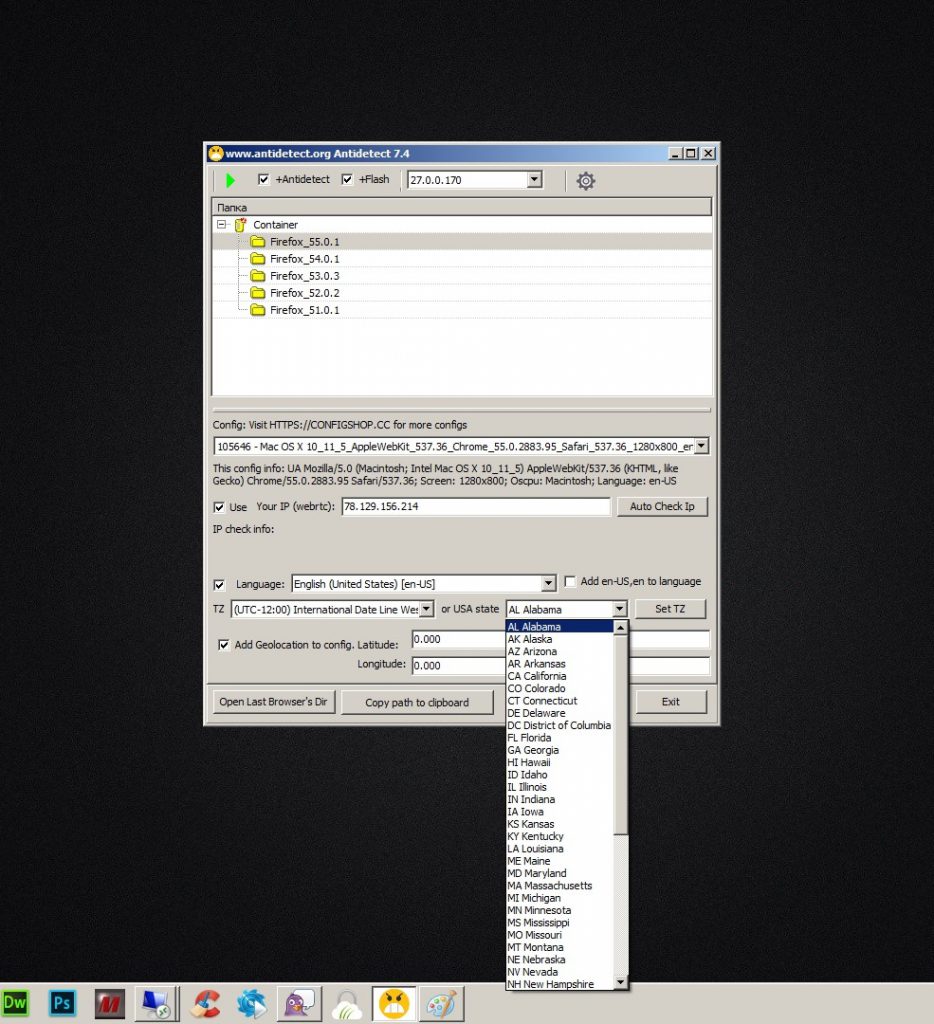 www.antidetect.org Antidetect 7.4
+Antidetect +Flash 27.0.0.170
Папка
Container
Firefox_55.0.1
Firefox_54.0.1
Firefox_53.0.3
Firefox_52.0.2
Firefox_51.0.1
Config: Visit HTTPS://CONFIGSHOP.CC for more configs
105646 - Mac OS X 10_11_5_AppleWebKit_537.36_Chrome_55.0.2883.95_Safari_537.36_1280x800_er
This config info: UA Mozilla/5.0 (Macintosh; Intel Mac OS X 10_11_5) AppleWebKit/537.36 (KHTML, like
Gecko) Chrome/55.0.2883.95 Safari/537.36; Screen: 1280x800; Oscpu: Macintosh; Language: en-US
Use Your IP (webrtc): 78.129.156.214 Auto Check Ip
IP check info:
Language: English (United States) [en-US] Add en-US,en to language
TZ (UTC-12:00) International Date Line Wes or USA state AL Alabama Set TZ
Add Geolocation to config. Latitude: 0.000
Longitude: 0.000
Open Last Browser's Dir Copy path to clipboard Exit
AL Alabama
AK Alaska
AZ Arizona
AR Arkansas
CA California
CO Colorado
CT Connecticut
DE Delaware
DC District of Columbia
FL Florida
GA Georgia
HI Hawaii
ID Idaho
IL Illinois
IN Indiana
IA Iowa
KS Kansas
KY Kentucky
LA Louisiana
ME Maine
MD Maryland
MA Massachusetts
MI Michigan
MN Minnesota
MS Mississippi
MO Missouri
MT Montana
NE Nebraska
NV Nevada
NH New Hampshire
Dw Ps M